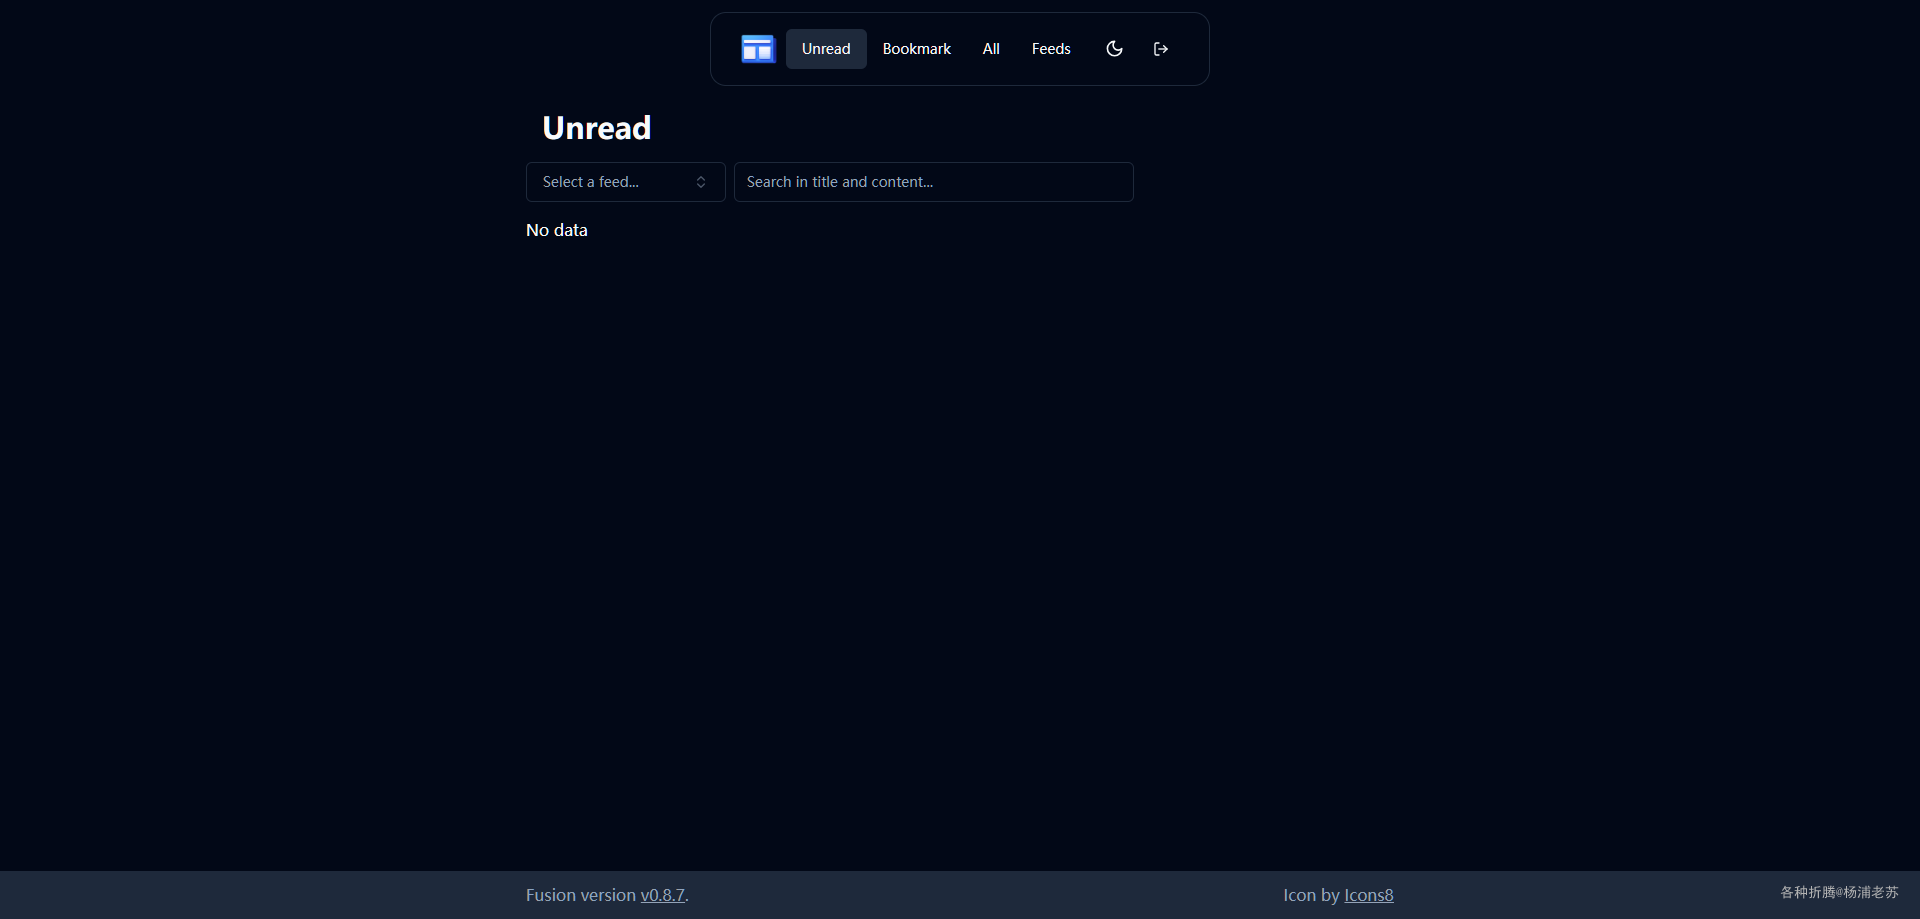 Unread Bookmark All Feeds
Unread
Select a feed... Search in title and content...
No data
Fusion version v0.8.7. Icon by Icons8 各种折腾@杨浦老苏